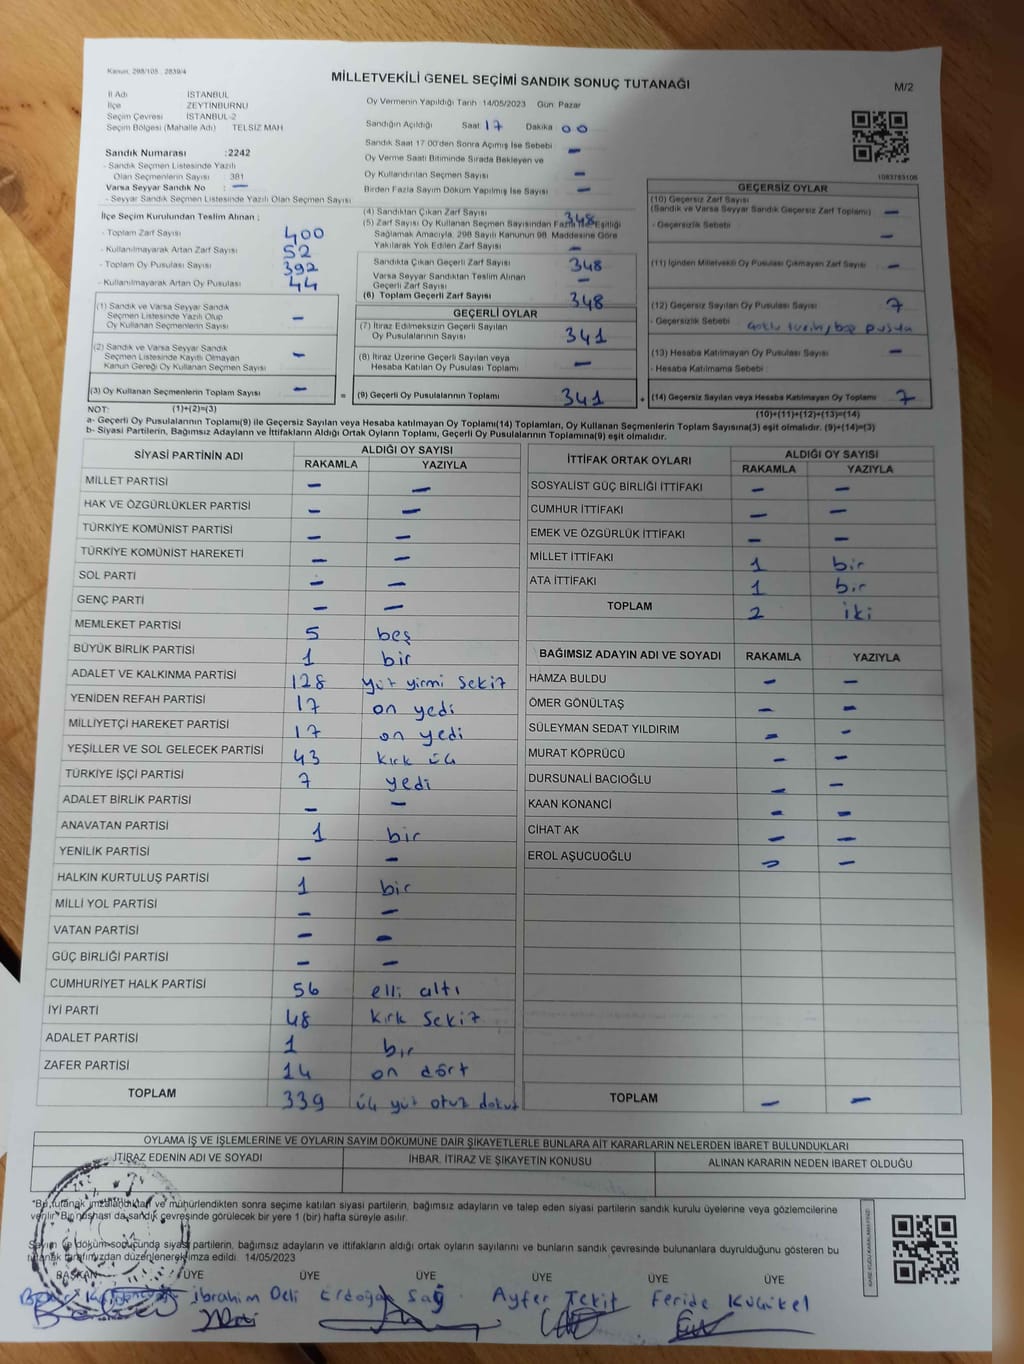 Kanun: 298/105 , 2839/4
MİLLETVEKİLİ GENEL SEÇİMİ SANDIK SONUÇ TUTANAĞI
M/2
İl Adı İSTANBUL
İlçe ZEYTİNBURNU
Seçim Çevresi İSTANBUL-2
Seçim Bölgesi (Mahalle Adı) TELSİZ MAH
Oy Vermenin Yapıldığı Tarih 14/05/2023 Gün: Pazar
Sandığın Açıldığı Saat 17 Dakika 00
Sandık Saat 17.00'den Sonra Açımış İse Sebebi —
Oy Verme Saati Bitiminde Sırada Bekleyen ve
Oy Kullandırılan Seçmen Sayısı —
Birden Fazla Sayım Döküm Yapılmış İse Sayısı —
Sandık Numarası :2242
- Sandık Seçmen Listesinde Yazılı
Olan Seçmenlerin Sayısı : 381
Varsa Seyyar Sandık No : —
- Seyyar Sandık Seçmen Listesinde Yazılı Olan Seçmen Sayısı
1083783106
İlçe Seçim Kurulundan Teslim Alınan ;
- Toplam Zarf Sayısı 400
- Kullanılmayarak Artan Zarf Sayısı 52
- Toplam Oy Pusulası Sayısı 392
- Kullanılmayarak Artan Oy Pusulası 44
(1) Sandık ve Varsa Seyyar Sandık
Seçmen Listesinde Yazılı Olup
Oy Kullanan Seçmenlerin Sayısı —
(2) Sandık ve Varsa Seyyar Sandık
Seçmen Listesinde Kayıtlı Olmayan
Kanun Gereği Oy Kullanan Seçmen Sayısı —
(3) Oy Kullanan Seçmenlerin Toplam Sayısı —
(4) Sandıktan Çıkan Zarf Sayısı 348
(5) Zarf Sayısı Oy Kullanan Seçmen Sayısından Fazla İse, Eşitliği
Sağlamak Amacıyla, 298 Sayılı Kanunun 98. Maddesine Göre
Yakılarak Yok Edilen Zarf Sayısı —
Sandıkta Çıkan Geçerli Zarf Sayısı 348
Varsa Seyyar Sandıktan Teslim Alınan
Geçerli Zarf Sayısı —
(6) Toplam Geçerli Zarf Sayısı 348
GEÇERLİ OYLAR
(7) İtiraz Edilmeksizin Geçerli Sayılan
Oy Pusulalarının Sayısı 341
(8) İtiraz Üzerine Geçerli Sayılan veya
Hesaba Katılan Oy Pusulası Toplamı —
= (9) Geçerli Oy Pusulalarının Toplamı 341
GEÇERSİZ OYLAR
(10) Geçersiz Zarf Sayısı
(Sandık ve Varsa Seyyar Sandık Geçersiz Zarf Toplamı) —
- Geçersizlik Sebebi —
(11) İçinden Milletvekili Oy Pusulası Çıkmayan Zarf Sayısı —
(12) Geçersiz Sayılan Oy Pusulası Sayısı 7
- Geçersizlik Sebebi
(13) Hesaba Katılmayan Oy Pusulası Sayısı —
- Hesaba Katılmama Sebebi :
+ (14) Geçersiz Sayılan veya Hesaba Katılmayan Oy Toplamı 7
NOT: (1)+(2)=(3)
(10)+(11)+(12)+(13)=(14)
a- Geçerli Oy Pusulalarının Toplamı(9) ile Geçersiz Sayılan veya Hesaba katılmayan Oy Toplamı(14) Toplamları, Oy Kullanan Seçmenlerin Toplam Sayısına(3) eşit olmalıdır. (9)+(14)=(3)
b- Siyasi Partilerin, Bağımsız Adayların ve İttifakların Aldığı Ortak Oyların Toplamı, Geçerli Oy Pusulalarının Toplamına(9) eşit olmalıdır.
SİYASİ PARTİNİN ADI ALDIĞI OY SAYISI
RAKAMLA YAZIYLA
MİLLET PARTİSİ — —
HAK VE ÖZGÜRLÜKLER PARTİSİ — —
TÜRKİYE KOMÜNİST PARTİSİ — —
TÜRKİYE KOMÜNİST HAREKETİ — —
SOL PARTİ — —
GENÇ PARTİ — —
MEMLEKET PARTİSİ 5 beş
BÜYÜK BİRLİK PARTİSİ 1 bir
ADALET VE KALKINMA PARTİSİ 128 yüz yirmi sekiz
YENİDEN REFAH PARTİSİ 17 on yedi
MİLLİYETÇİ HAREKET PARTİSİ 17 on yedi
YEŞİLLER VE SOL GELECEK PARTİSİ 43 kırk üç
TÜRKİYE İŞÇİ PARTİSİ 7 yedi
ADALET BİRLİK PARTİSİ — —
ANAVATAN PARTİSİ 1 bir
YENİLİK PARTİSİ — —
HALKIN KURTULUŞ PARTİSİ 1 bir
MİLLİ YOL PARTİSİ — —
VATAN PARTİSİ — —
GÜÇ BİRLİĞİ PARTİSİ — —
CUMHURİYET HALK PARTİSİ 56 elli altı
İYİ PARTİ 48 kırk sekiz
ADALET PARTİSİ 1 bir
ZAFER PARTİSİ 14 on dört
TOPLAM 339 üç yüz otuz dokuz
İTTİFAK ORTAK OYLARI ALDIĞI OY SAYISI
RAKAMLA YAZIYLA
SOSYALİST GÜÇ BİRLİĞİ İTTİFAKI — —
CUMHUR İTTİFAKI — —
EMEK VE ÖZGÜRLÜK İTTİFAKI — —
MİLLET İTTİFAKI 1 bir
ATA İTTİFAKI 1 bir
TOPLAM 2 iki
BAĞIMSIZ ADAYIN ADI VE SOYADI RAKAMLA YAZIYLA
HAMZA BULDU — —
ÖMER GÖNÜLTAŞ — —
SÜLEYMAN SEDAT YILDIRIM — —
MURAT KÖPRÜCÜ — —
DURSUNALİ BACIOĞLU — —
KAAN KONANCİ — —
CİHAT AK — —
EROL AŞUCUOĞLU — —
TOPLAM — —
OYLAMA İŞ VE İŞLEMLERİNE VE OYLARIN SAYIM DÖKÜMÜNE DAİR ŞİKAYETLERLE BUNLARA AİT KARARLARIN NELERDEN İBARET BULUNDUKLARI
İTİRAZ EDENİN ADI VE SOYADI İHBAR, İTİRAZ VE ŞİKAYETİN KONUSU ALINAN KARARIN NEDEN İBARET OLDUĞU
*Bu tutanak imzalandıktan ve mühürlendikten sonra seçime katılan siyasi partilerin, bağımsız adayların ve talep eden siyasi partilerin sandık kurulu üyelerine veya gözlemcilerine
verilir. Bir nüshası da sandık çevresinde görülecek bir yere 1 (bir) hafta süreyle asılır.
Sayım ve döküm sonucunda siyasi partilerin, bağımsız adayların ve ittifakların aldığı ortak oyların sayılarını ve bunların sandık çevresinde bulunanlara duyrulduğunu gösteren bu
tutanak tarafımızdan düzenlenerek imza edildi. 14/05/2023
BAŞKAN ÜYE ÜYE ÜYE ÜYE ÜYE ÜYE
İbrahim Deli Erdoğan Sağ Ayfer Tekit Feride Küçükel